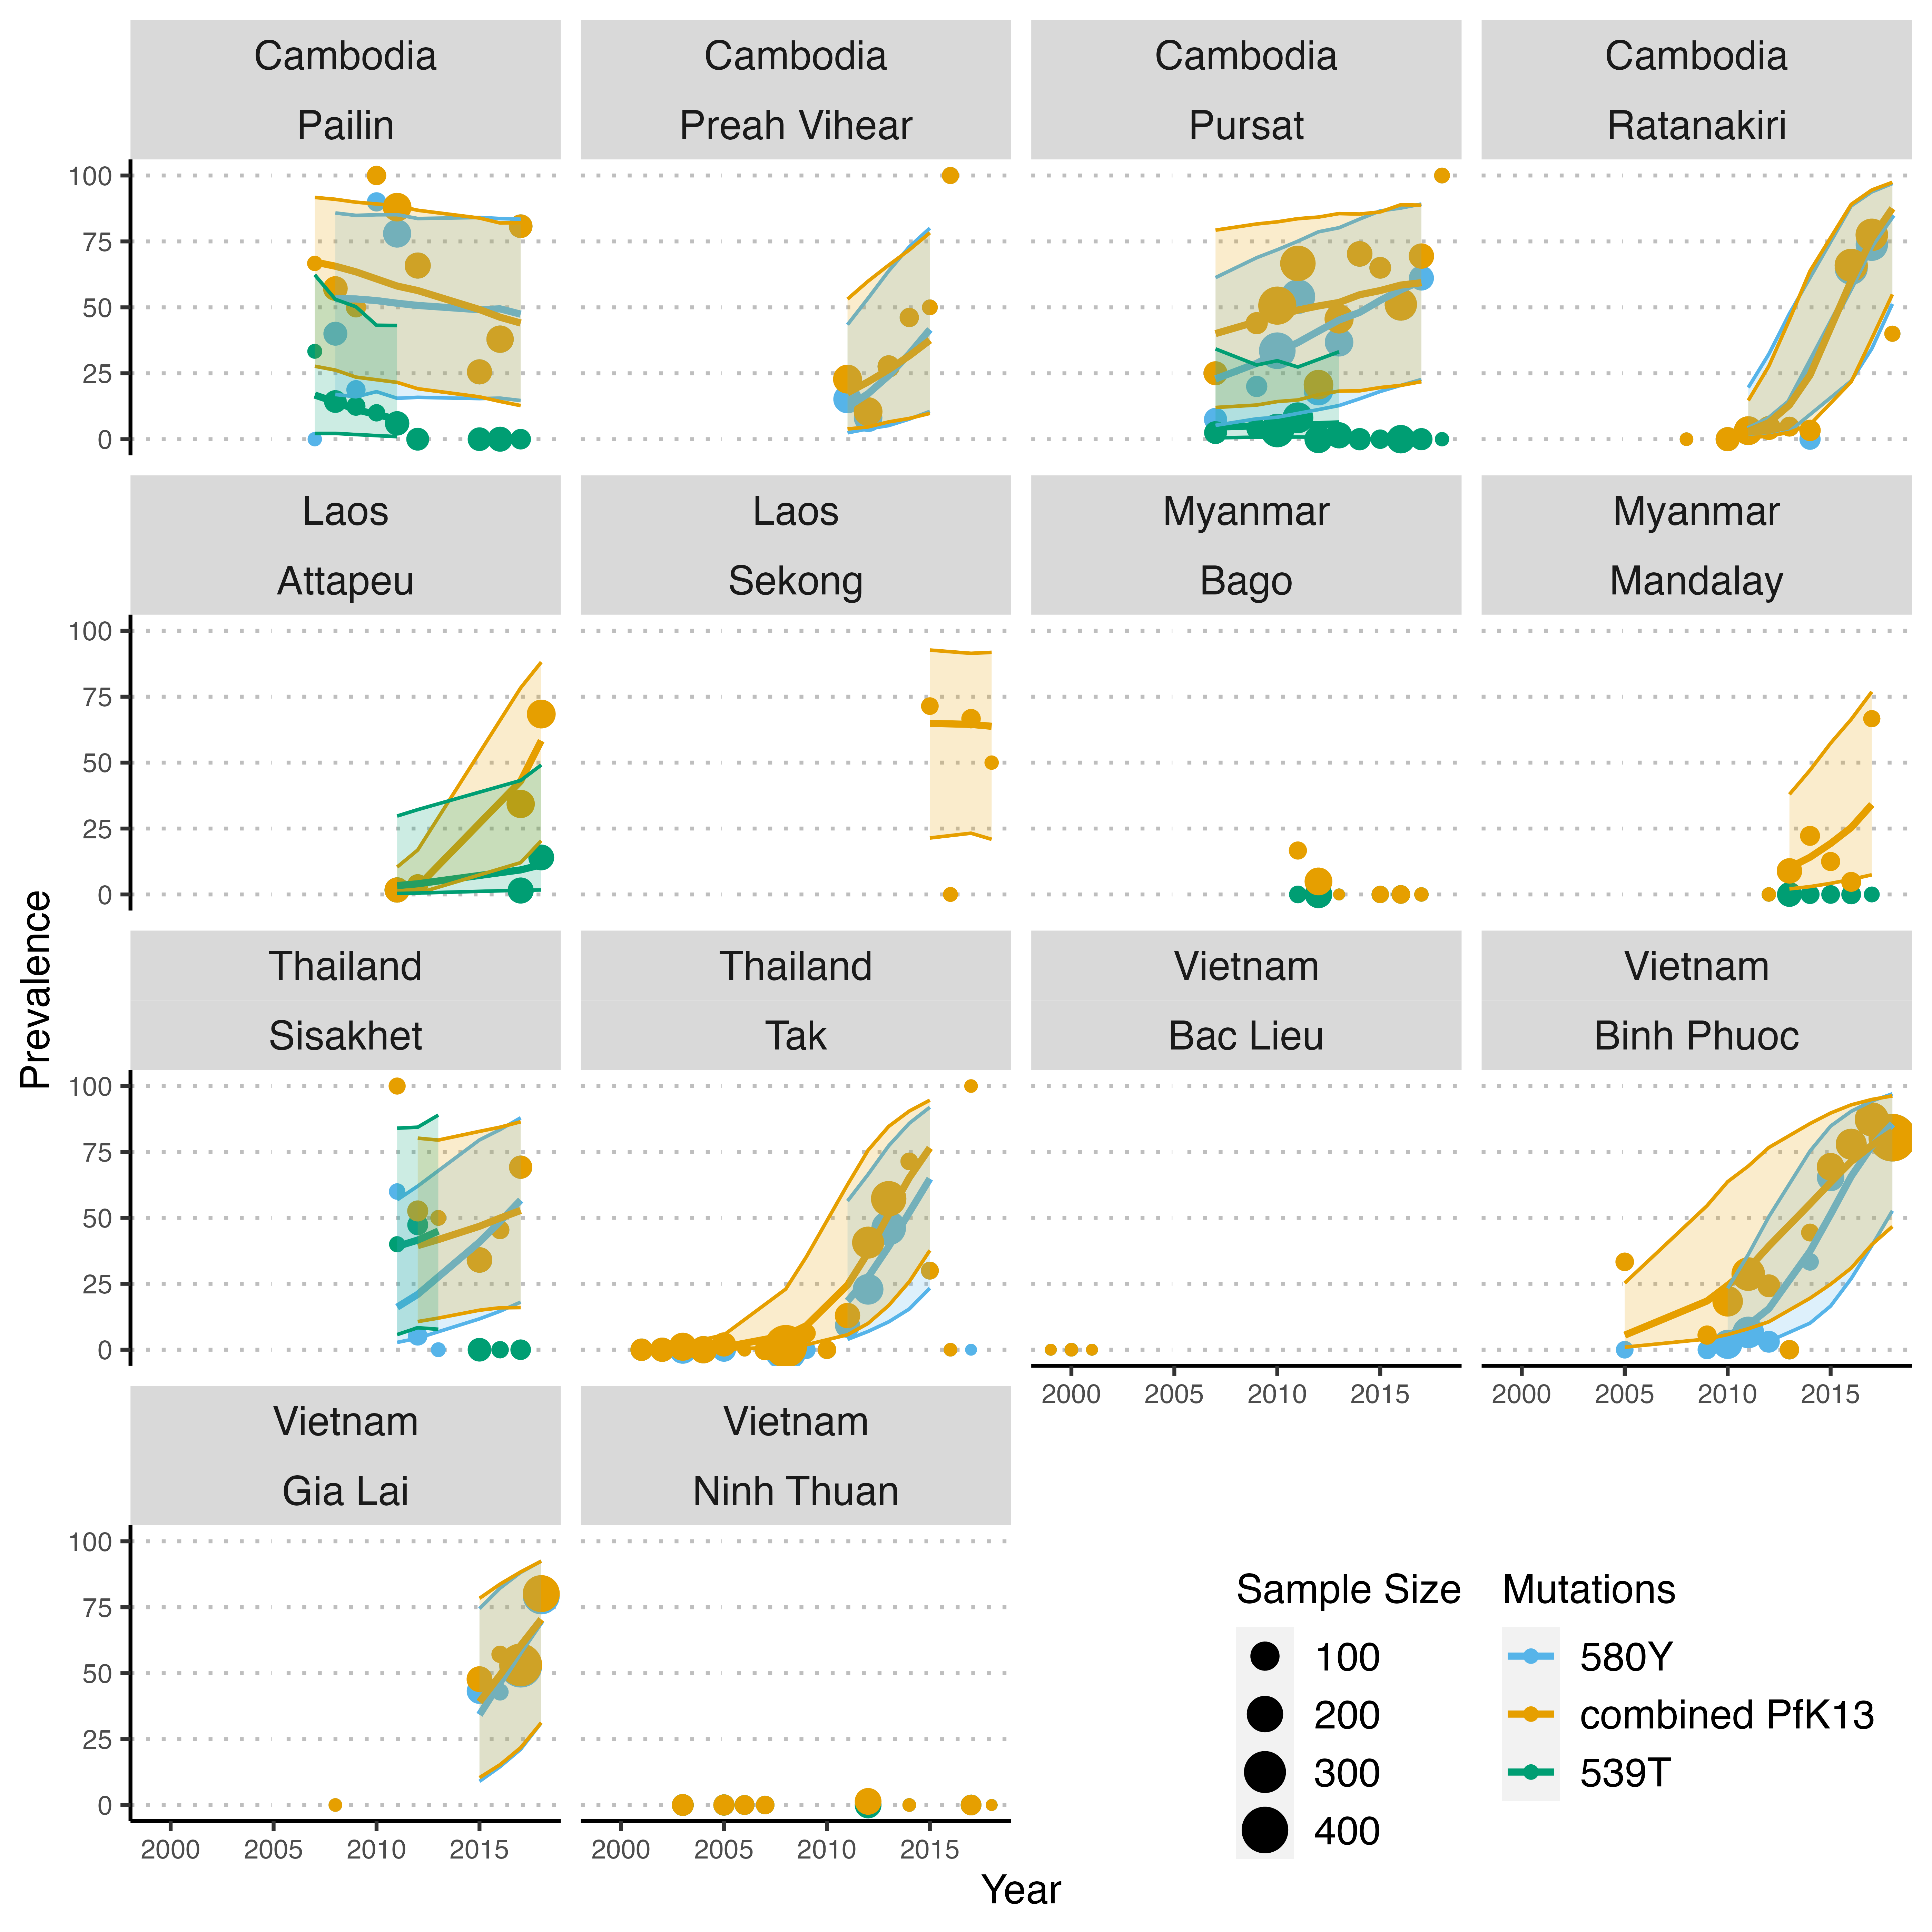 Cambodia
Pailin
Cambodia
Preah Vihear
Cambodia
Pursat
Cambodia
Ratanakiri
100
75
50
25
0
Laos
Attapeu
Laos
Sekong
Myanmar
Bago
Myanmar
Mandalay
100
75
50
25
0
Thailand
Sisakhet
Thailand
Tak
Vietnam
Bac Lieu
Vietnam
Binh Phuoc
100
75
50
25
0
2000 2005 2010 2015
2000 2005 2010 2015
Vietnam
Gia Lai
Vietnam
Ninh Thuan
100
75
50
25
0
2000 2005 2010 2015
2000 2005 2010 2015
Prevalence
Year
Sample Size
100
200
300
400
Mutations
580Y
combined PfK13
539T